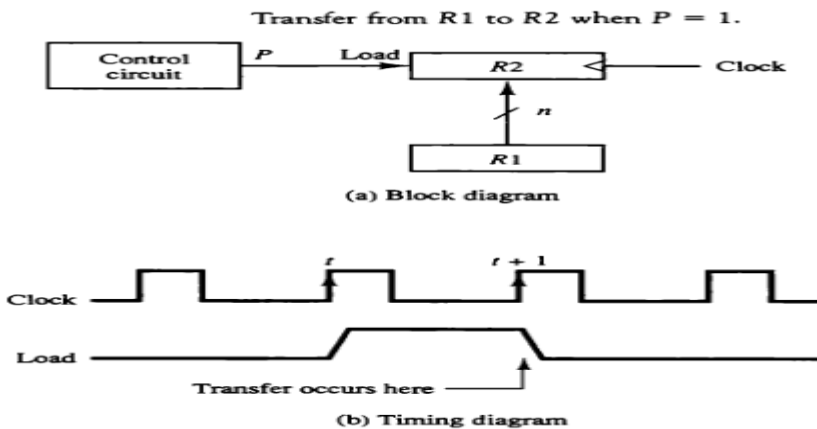 Transfer from R1 to R2 when P = 1.
Control
circuit
P
Load
R2
Clock
n
R1
(a) Block diagram
t
t + 1
Clock
Load
Transfer occurs here
(b) Timing diagram